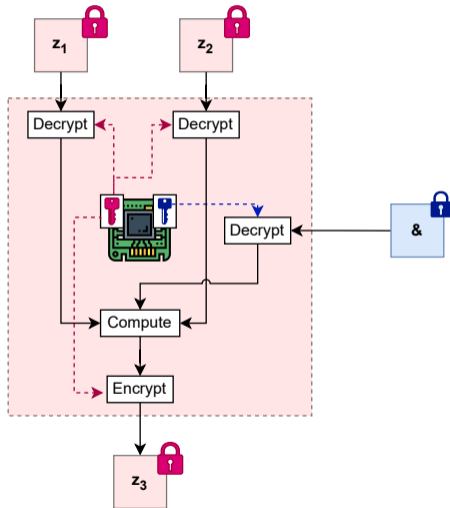 z₁
z₂
Decrypt
Decrypt
Decrypt
&
Compute
Encrypt
z₃